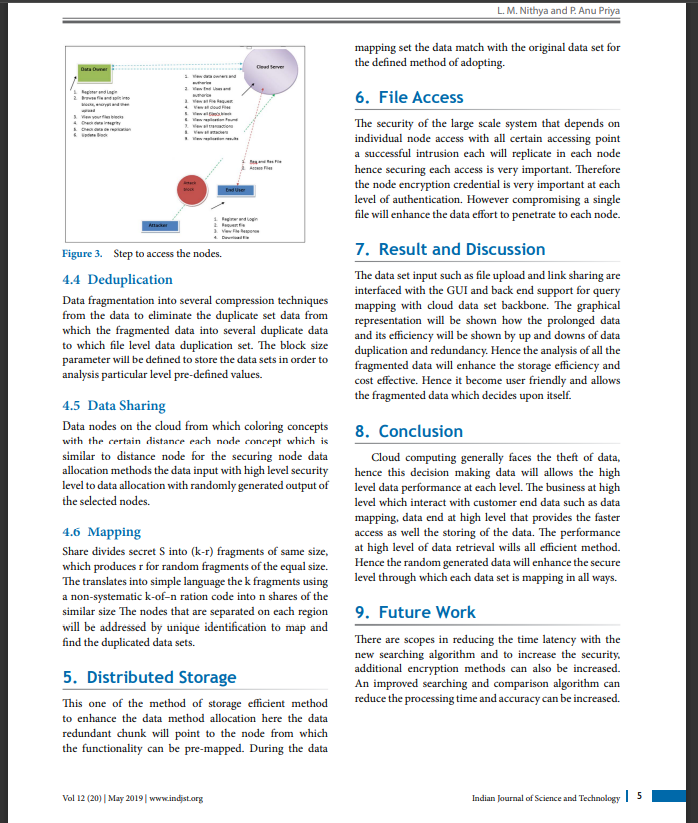 L. M. Nithya and P. Anu Priya
Data Owner
1. Register and Login
2. Browse file and split into
blocks, encrypt and then
upload
3. View your files blocks
4. Check data Integrity
5. Check data de replication
6. Update Block
1. View data owners and
authorize
2. View End Uses and
authorize
3. View all File Request
4. View all cloud Files
5. View all Files block
6. View replication Found
7. View all transactions
8. View all attackers
9. View replication results
Cloud Server
1. Req and Res File
2. Access Files
Attack
Block
End User
Attacker
1. Register and Login
2. Request file
3. View File Response
4. Download file
Figure 3. Step to access the nodes.
4.4 Deduplication
Data fragmentation into several compression techniques
from the data to eliminate the duplicate set data from
which the fragmented data into several duplicate data
to which file level data duplication set. The block size
parameter will be defined to store the data sets in order to
analysis particular level pre-defined values.
4.5 Data Sharing
Data nodes on the cloud from which coloring concepts
with the certain distance each node concept which is
similar to distance node for the securing node data
allocation methods the data input with high level security
level to data allocation with randomly generated output of
the selected nodes.
4.6 Mapping
Share divides secret S into (k-r) fragments of same size,
which produces r for random fragments of the equal size.
The translates into simple language the k fragments using
a non-systematic k-of–n ration code into n shares of the
similar size The nodes that are separated on each region
will be addressed by unique identification to map and
find the duplicated data sets.
5. Distributed Storage
This one of the method of storage efficient method
to enhance the data method allocation here the data
redundant chunk will point to the node from which
the functionality can be pre-mapped. During the data
mapping set the data match with the original data set for
the defined method of adopting.
6. File Access
The security of the large scale system that depends on
individual node access with all certain accessing point
a successful intrusion each will replicate in each node
hence securing each access is very important. Therefore
the node encryption credential is very important at each
level of authentication. However compromising a single
file will enhance the data effort to penetrate to each node.
7. Result and Discussion
The data set input such as file upload and link sharing are
interfaced with the GUI and back end support for query
mapping with cloud data set backbone. The graphical
representation will be shown how the prolonged data
and its efficiency will be shown by up and downs of data
duplication and redundancy. Hence the analysis of all the
fragmented data will enhance the storage efficiency and
cost effective. Hence it become user friendly and allows
the fragmented data which decides upon itself.
8. Conclusion
Cloud computing generally faces the theft of data,
hence this decision making data will allows the high
level data performance at each level. The business at high
level which interact with customer end data such as data
mapping, data end at high level that provides the faster
access as well the storing of the data. The performance
at high level of data retrieval wills all efficient method.
Hence the random generated data will enhance the secure
level through which each data set is mapping in all ways.
9. Future Work
There are scopes in reducing the time latency with the
new searching algorithm and to increase the security,
additional encryption methods can also be increased.
An improved searching and comparison algorithm can
reduce the processing time and accuracy can be increased.
Vol 12 (20) | May 2019 | www.indjst.org
Indian Journal of Science and Technology | 5